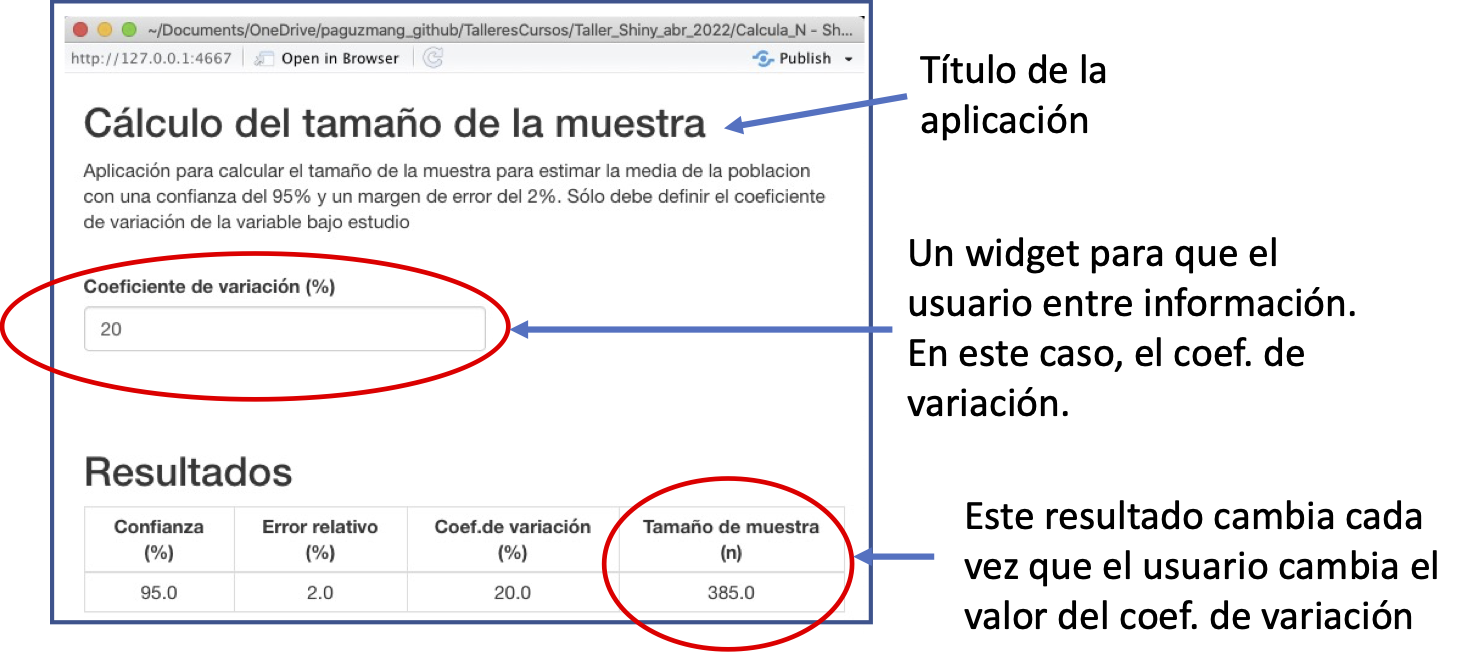 ~/Documents/OneDrive/paguzmang_github/TalleresCursos/Taller_Shiny_abr_2022/Calcula_N - Sh...
http://127.0.0.1:4667 Open in Browser Publish
Cálculo del tamaño de la muestra
Aplicación para calcular el tamaño de la muestra para estimar la media de la poblacion
con una confianza del 95% y un margen de error del 2%. Sólo debe definir el coeficiente
de variación de la variable bajo estudio
Coeficiente de variación (%)
20
Resultados
Confianza Error relativo Coef.de variación Tamaño de muestra
(%) (%) (%) (n)
95.0 2.0 20.0 385.0
Título de la
aplicación
Un widget para que el
usuario entre información.
En este caso, el coef. de
variación.
Este resultado cambia cada
vez que el usuario cambia el
valor del coef. de variación